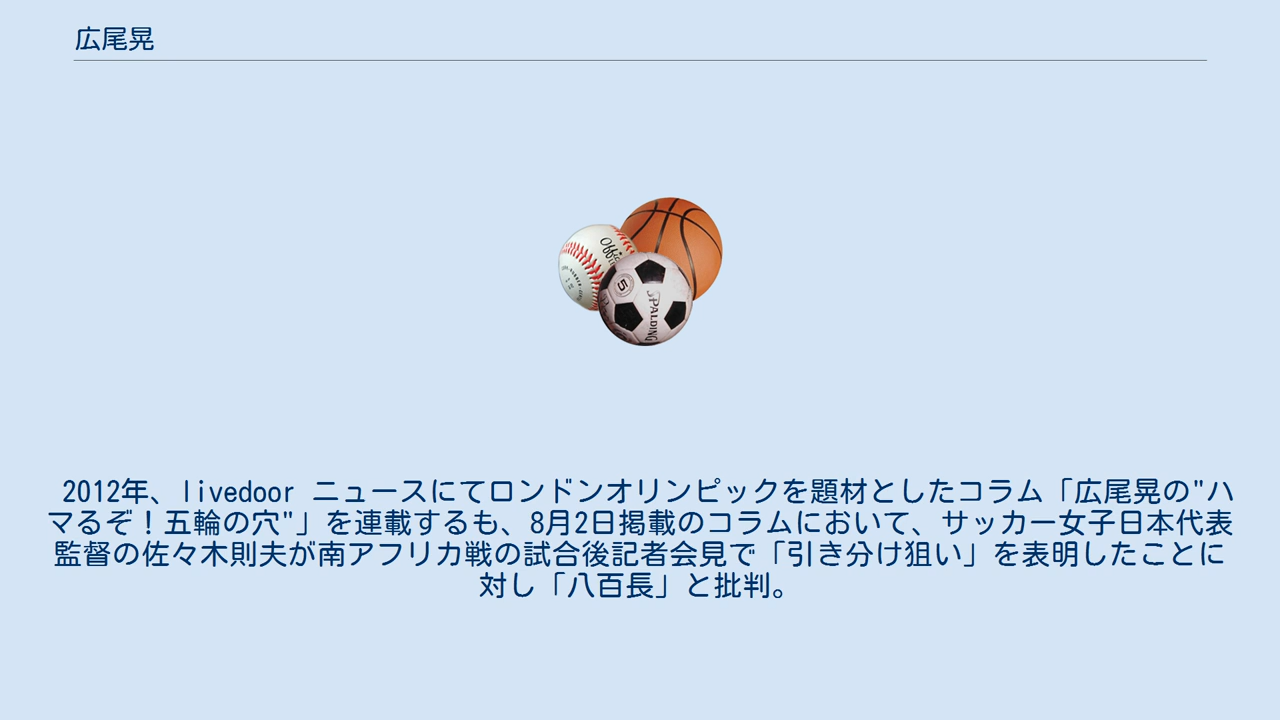 広尾晃
Offic
5
SPALDING
2012年、livedoor ニュースにてロンドンオリンピックを題材としたコラム「広尾晃の"ハ
マるぞ！五輪の穴"」を連載するも、8月2日掲載のコラムにおいて、サッカー女子日本代表
監督の佐々木則夫が南アフリカ戦の試合後記者会見で「引き分け狙い」を表明したことに
対し「八百長」と批判。